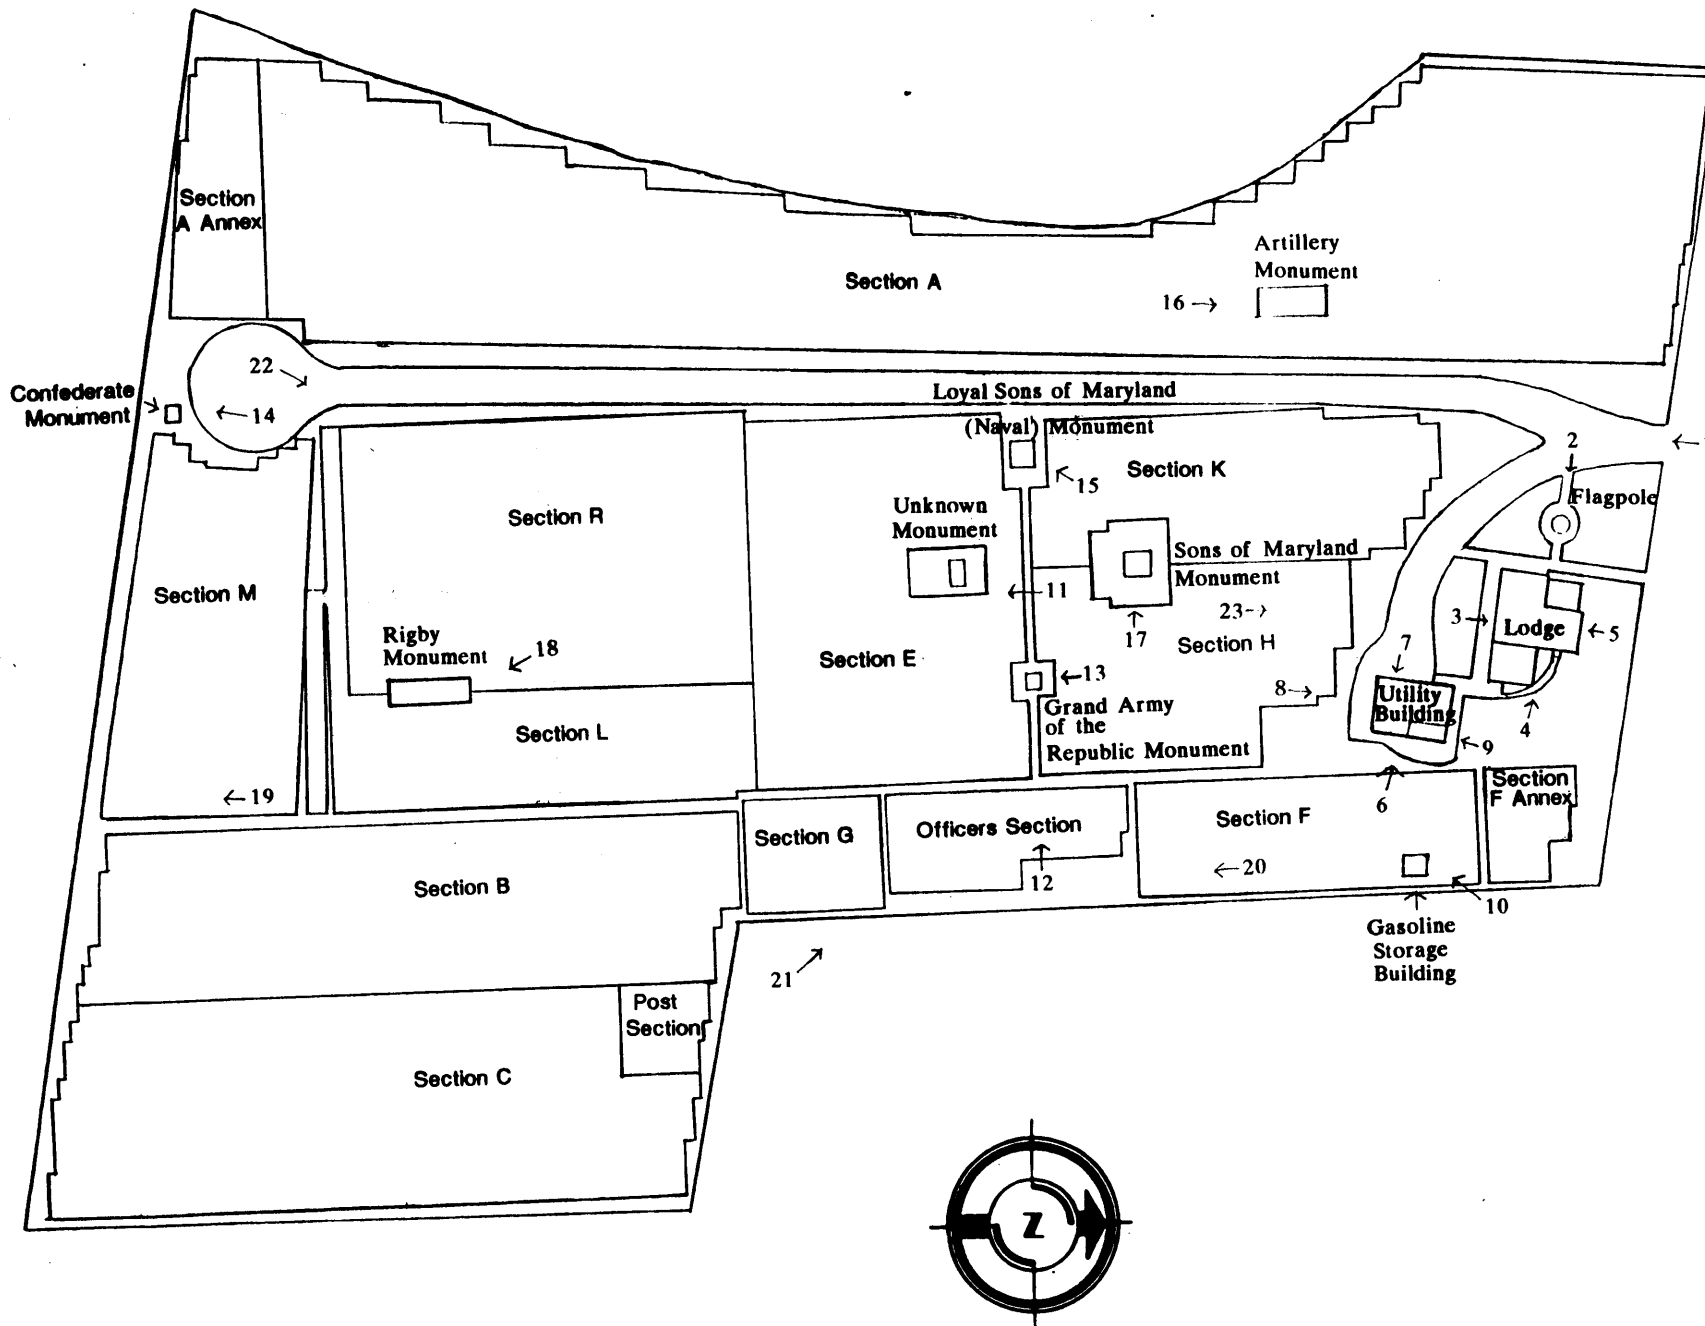 Section
A Annex
Section A
Artillery
Monument
16
22
Confederate
Monument
14
Loyal Sons of Maryland
(Naval) Monument
2
Flagpole
15
Section K
Section R
Unknown
Monument
Sons of Maryland
Monument
11
23
17
Section H
Section M
3
Lodge
5
7
Rigby
Monument
18
Section E
13
8
Utility
Building
4
9
Grand Army
of the
Republic Monument
Section L
6
Section
F Annex
19
Section G
Officers Section
Section F
12
20
10
Section B
Gasoline
Storage
Building
21
Post
Section
Section C
Z